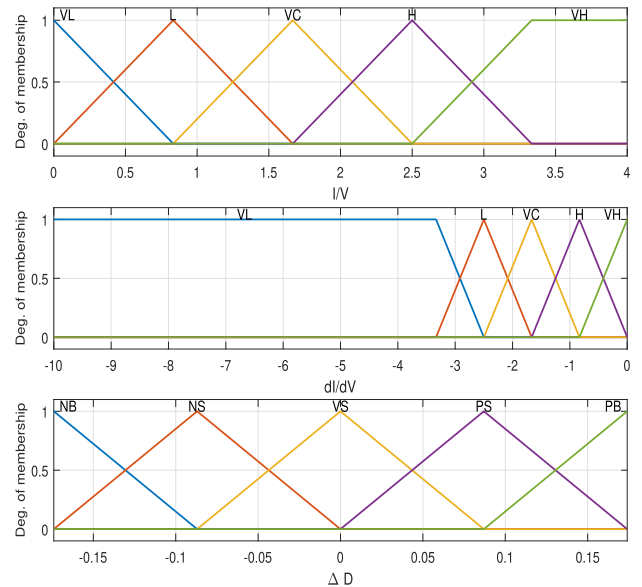 VL L VC H VH
Deg. of membership
1
0.5
0
0 0.5 1 1.5 2 2.5 3 3.5 4
I/V
VL L VC H VH
Deg. of membership
1
0.5
0
-10 -9 -8 -7 -6 -5 -4 -3 -2 -1 0
dI/dV
NB NS VS PS PB
Deg. of membership
1
0.5
0
-0.15 -0.1 -0.05 0 0.05 0.1 0.15
Δ D